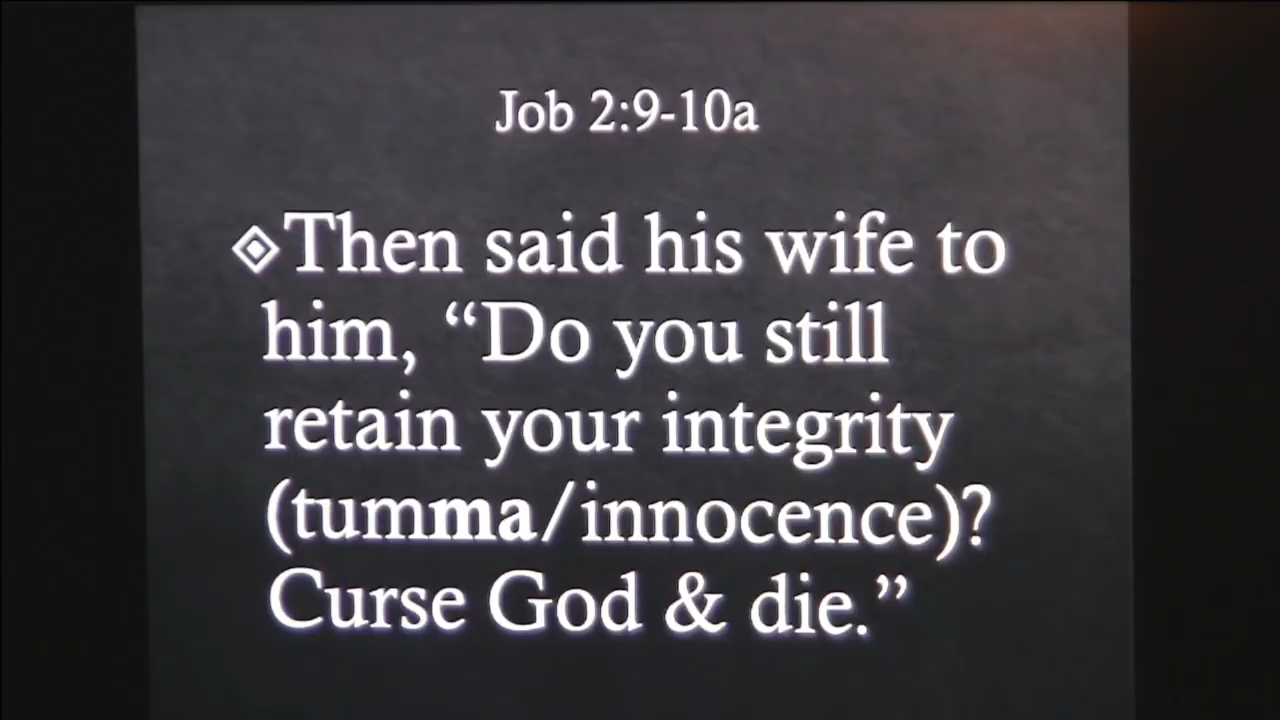 Job 2:9-10a
Then said his wife to
him, “Do you still
retain your integrity
(tumma/innocence)?
Curse God & die.”